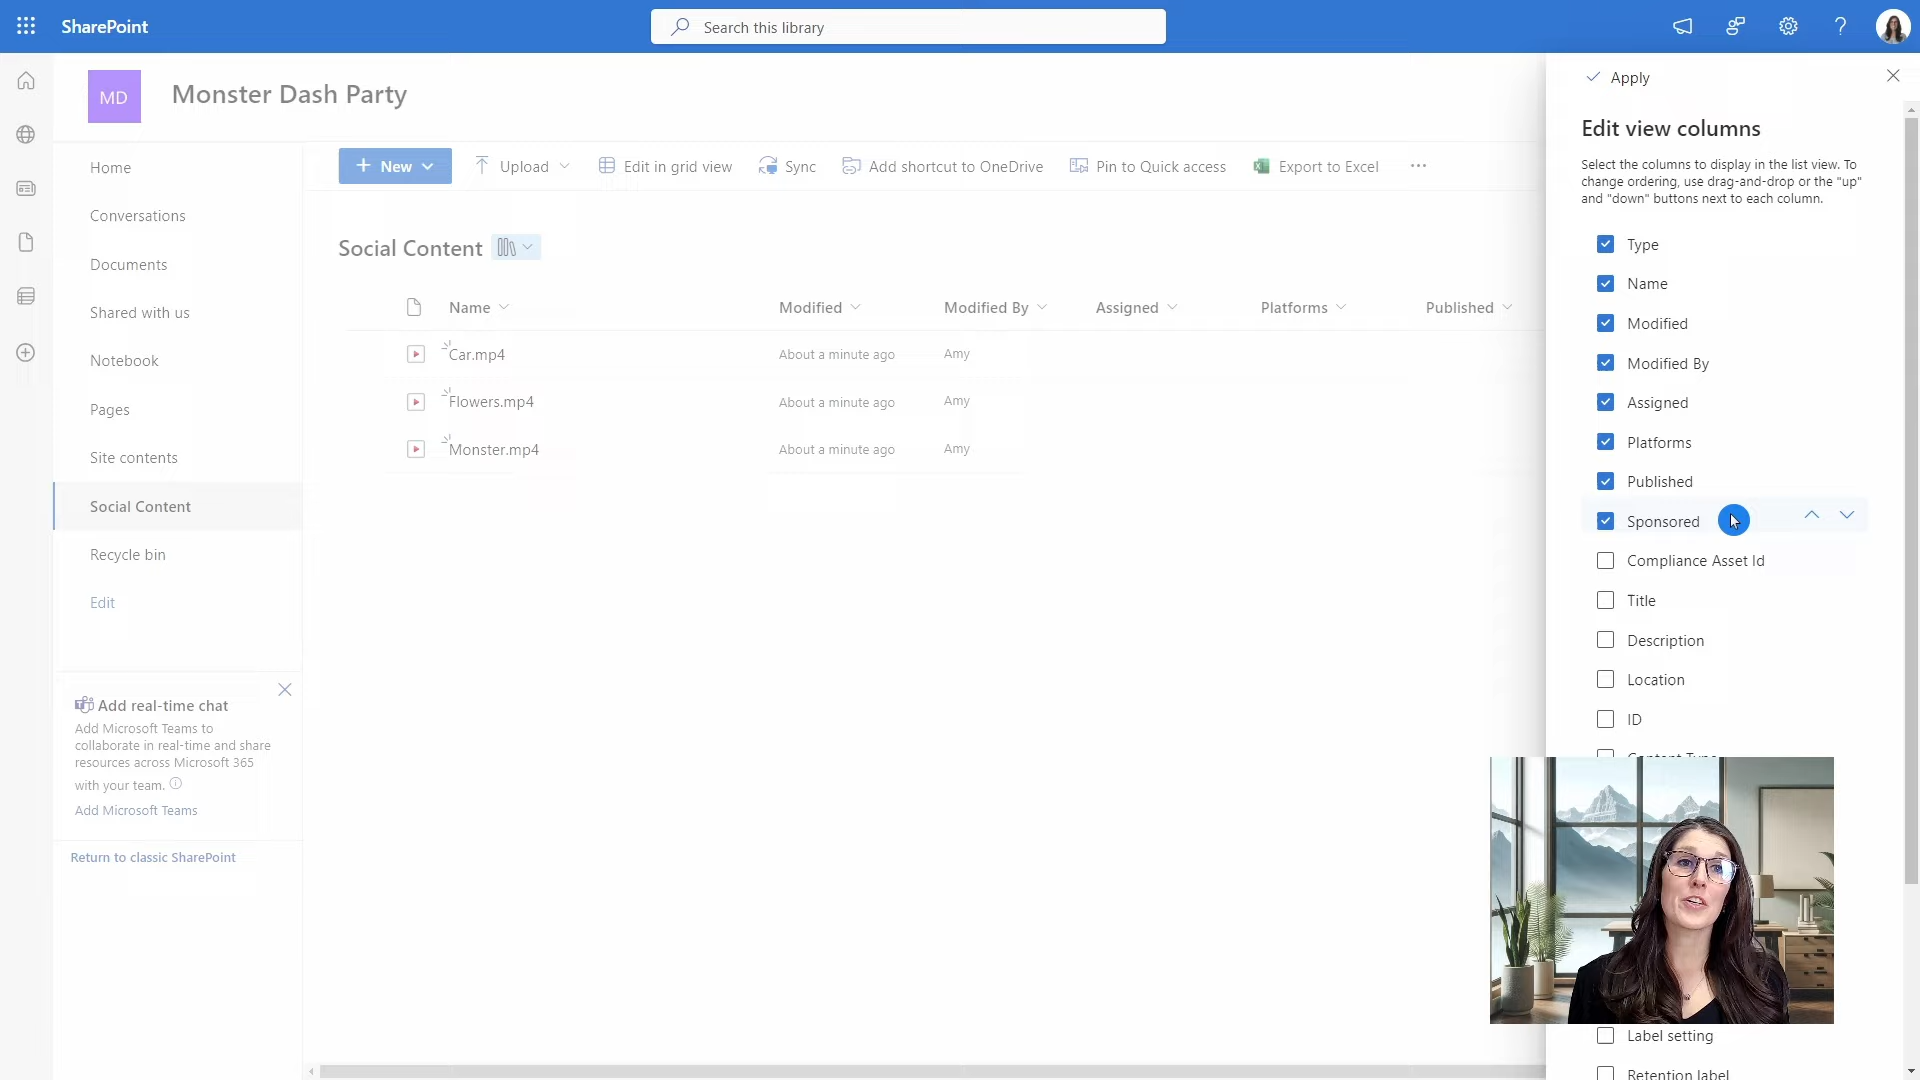 SharePoint
Search this library
MD
Monster Dash Party
Home
Conversations
Documents
Shared with us
Notebook
Pages
Site contents
Social Content
Recycle bin
Edit
Add real-time chat
Add Microsoft Teams to
collaborate in real-time and share
resources across Microsoft 365
with your team.
Add Microsoft Teams
Return to classic SharePoint
New
Upload
Edit in grid view
Sync
Add shortcut to OneDrive
Pin to Quick access
Export to Excel
Social Content
Name Modified Modified By Assigned Platforms Published
Car.mp4 About a minute ago Amy
Flowers.mp4 About a minute ago Amy
Monster.mp4 About a minute ago Amy
Apply
Edit view columns
Select the columns to display in the list view. To
change ordering, use drag-and-drop or the "up"
and "down" buttons next to each column.
Type
Name
Modified
Modified By
Assigned
Platforms
Published
Sponsored
Compliance Asset Id
Title
Description
Location
ID
Content Type
Label setting
Retention label